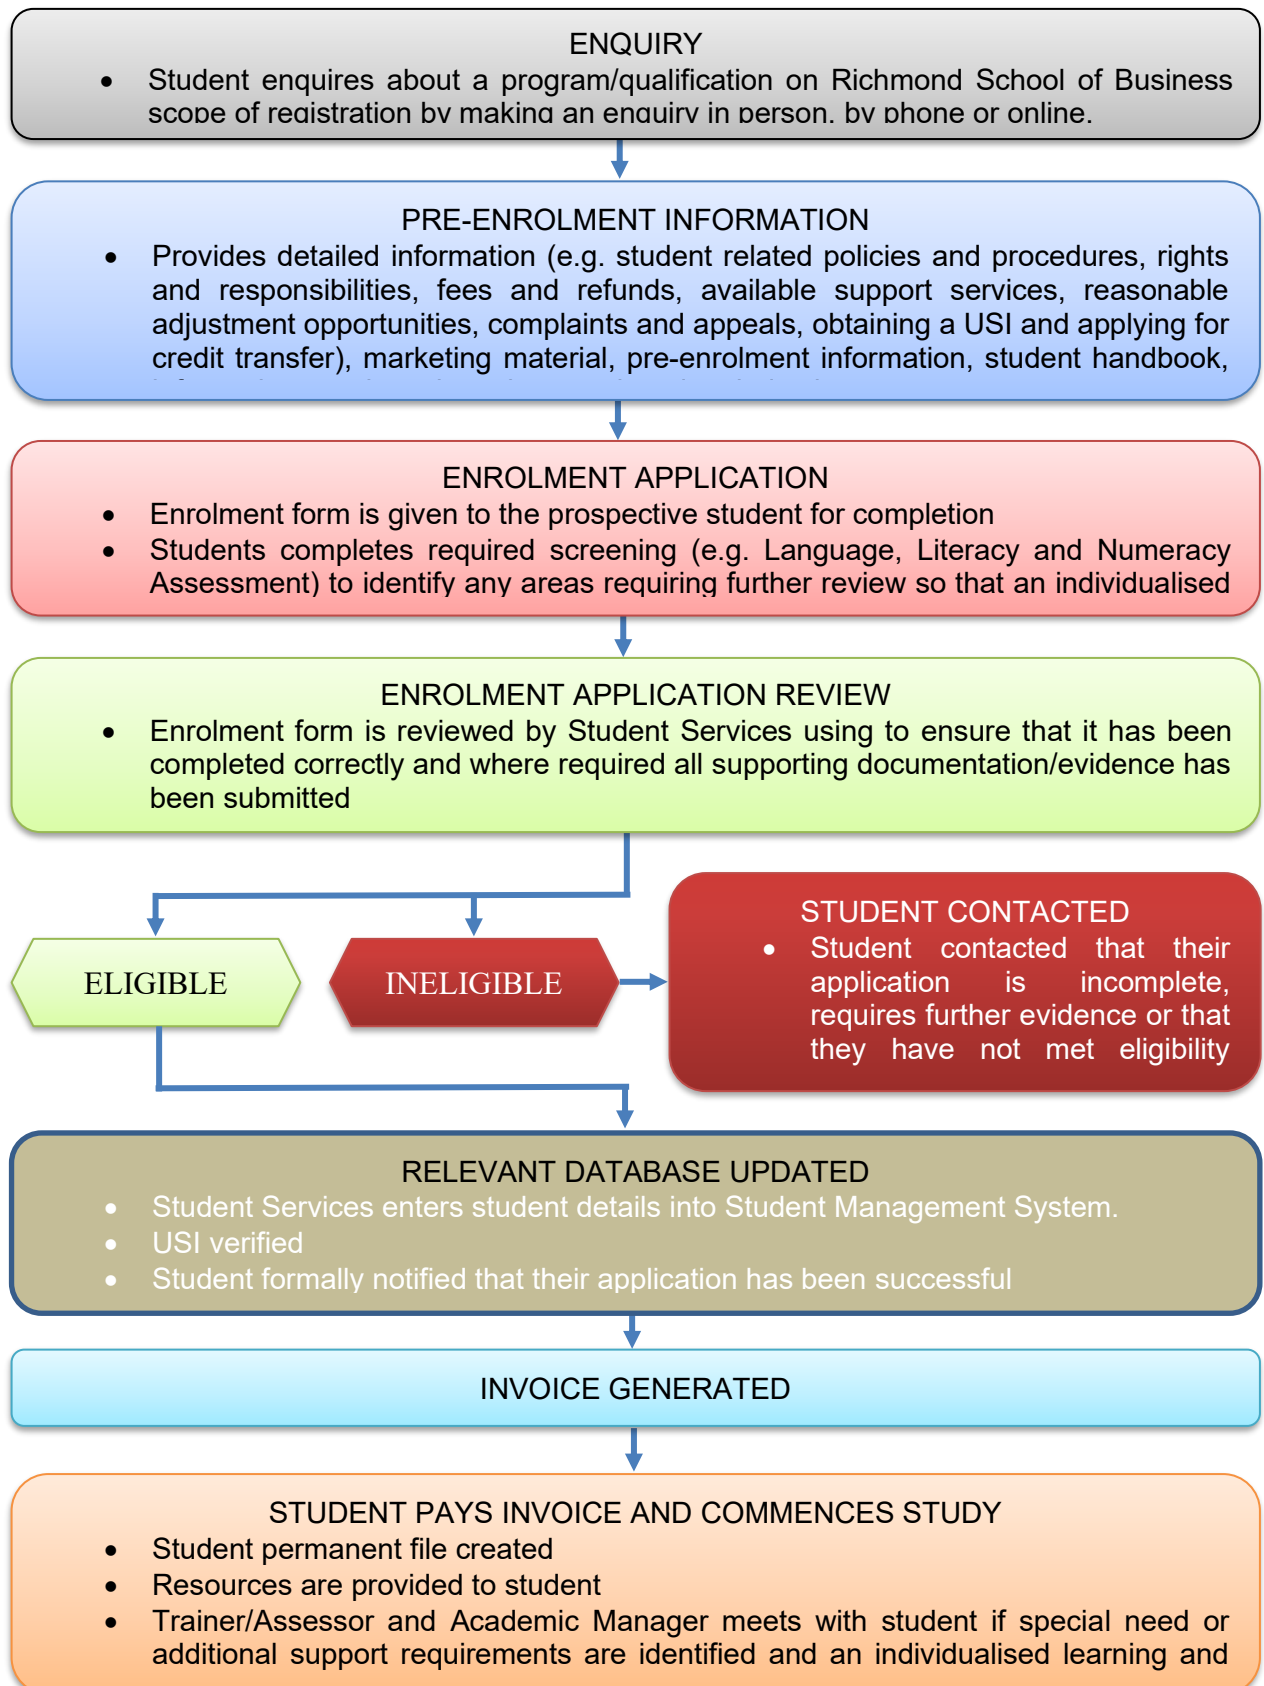 ENQUIRY
• Student enquires about a program/qualification on Richmond School of Business
scope of registration by making an enquiry in person, by phone or online.
PRE-ENROLMENT INFORMATION
• Provides detailed information (e.g. student related policies and procedures, rights
and responsibilities, fees and refunds, available support services, reasonable
adjustment opportunities, complaints and appeals, obtaining a USI and applying for
credit transfer), marketing material, pre-enrolment information, student handbook,
ENROLMENT APPLICATION
• Enrolment form is given to the prospective student for completion
• Students completes required screening (e.g. Language, Literacy and Numeracy
Assessment) to identify any areas requiring further review so that an individualised
ENROLMENT APPLICATION REVIEW
• Enrolment form is reviewed by Student Services using to ensure that it has been
completed correctly and where required all supporting documentation/evidence has
been submitted
ELIGIBLE
INELIGIBLE
STUDENT CONTACTED
• Student contacted that their
application is incomplete,
requires further evidence or that
they have not met eligibility
RELEVANT DATABASE UPDATED
• Student Services enters student details into Student Management System.
• USI verified
• Student formally notified that their application has been successful
INVOICE GENERATED
STUDENT PAYS INVOICE AND COMMENCES STUDY
• Student permanent file created
• Resources are provided to student
• Trainer/Assessor and Academic Manager meets with student if special need or
additional support requirements are identified and an individualised learning and